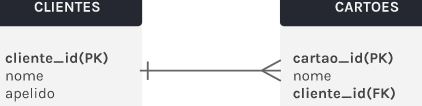 CLIENTES
cliente_id(PK)
nome
apelido
CARTOES
cartao_id(PK)
nome
cliente_id(FK)